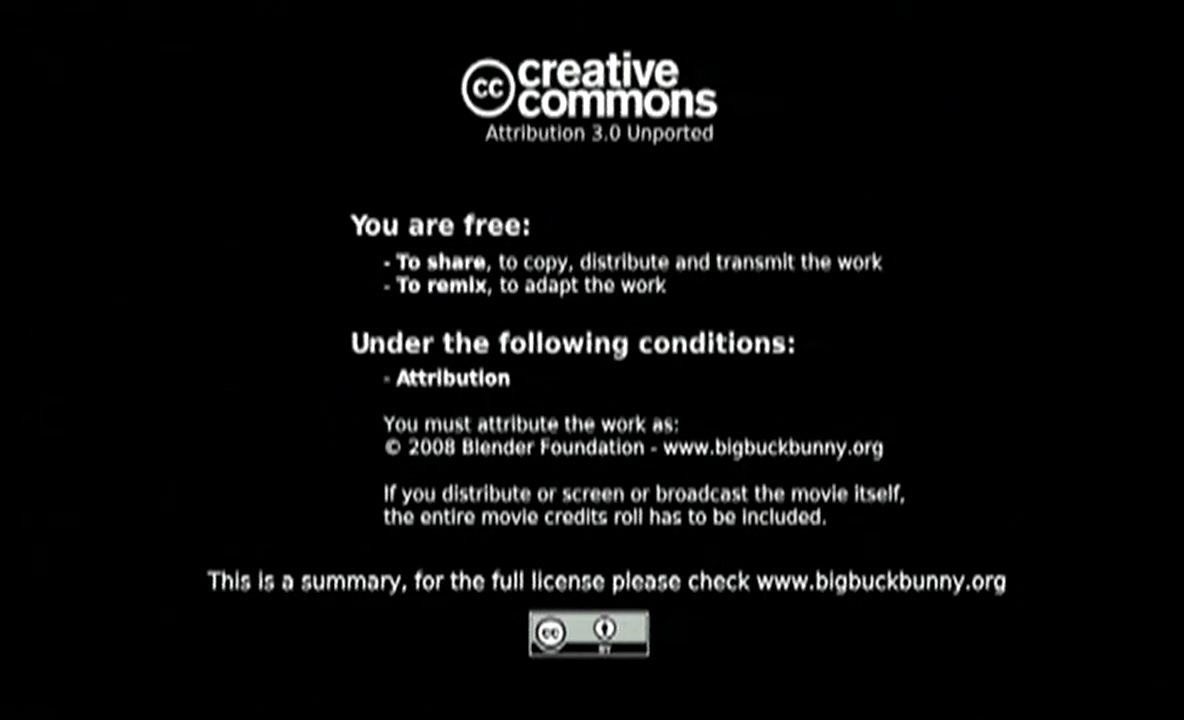 cc creative
commons
Attribution 3.0 Unported
You are free:
- To share, to copy, distribute and transmit the work
- To remix, to adapt the work
Under the following conditions:
- Attribution
You must attribute the work as:
© 2008 Blender Foundation - www.bigbuckbunny.org
If you distribute or screen or broadcast the movie itself,
the entire movie credits roll has to be included.
This is a summary, for the full license please check www.bigbuckbunny.org
cc
BY